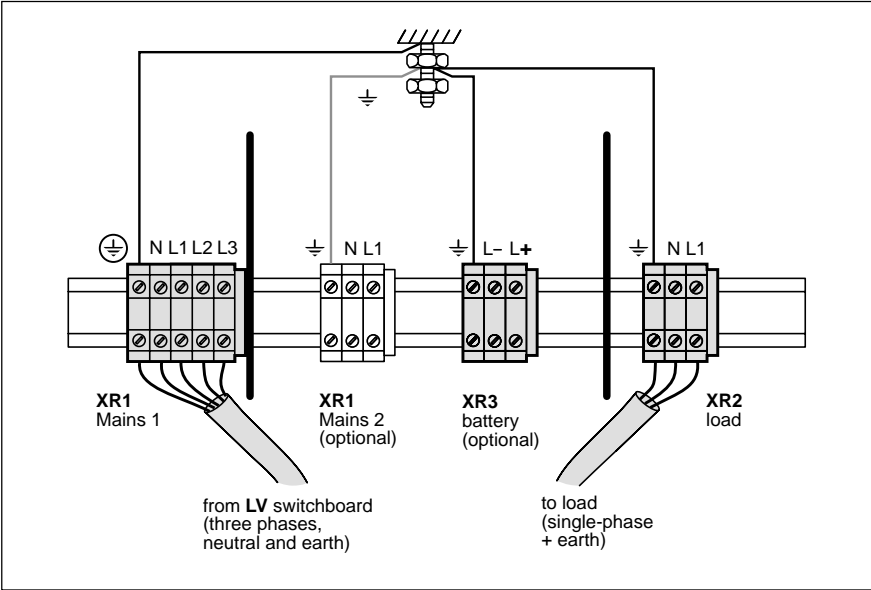 N L1 L2 L3
N L1
L– L+
N L1
XR1
Mains 1
XR1
Mains 2
(optional)
XR3
battery
(optional)
XR2
load
from LV switchboard
(three phases,
neutral and earth)
to load
(single-phase
+ earth)